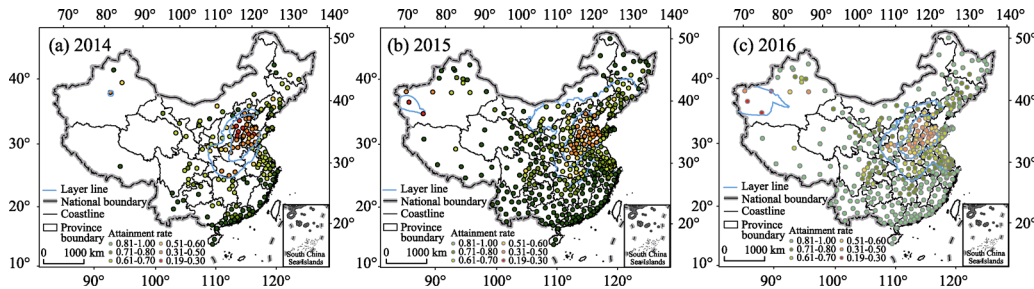 70° 80° 90° 100° 110° 120° 130° 140°
70° 80° 90° 100° 110° 120° 130° 140°
70° 80° 90° 100° 110° 120° 130° 140°
(a) 2014
50°
40°
40°
30°
30°
20°
20°
10°
Layer line
National boundary
Coastline
Province
boundary
0 1000 km
Attainment rate
0.81-1.00 0.51-0.60
0.71-0.80 0.31-0.50
0.61-0.70 0.19-0.30
South China
Sea Islands
90° 100° 110° 120°
(b) 2015
50°
40°
40°
30°
30°
20°
20°
10°
Layer line
National boundary
Coastline
Province
boundary
0 1000 km
Attainment rate
0.81-1.00 0.51-0.60
0.71-0.80 0.31-0.50
0.61-0.70 0.19-0.30
South China
Sea Islands
90° 100° 110° 120°
(c) 2016
50°
40°
40°
30°
30°
20°
20°
10°
Layer line
National boundary
Coastline
Province
boundary
0 1000 km
Attainment rate
0.81-1.00 0.51-0.60
0.71-0.80 0.31-0.50
0.61-0.70 0.19-0.30
South China
Sea Islands
90° 100° 110° 120°